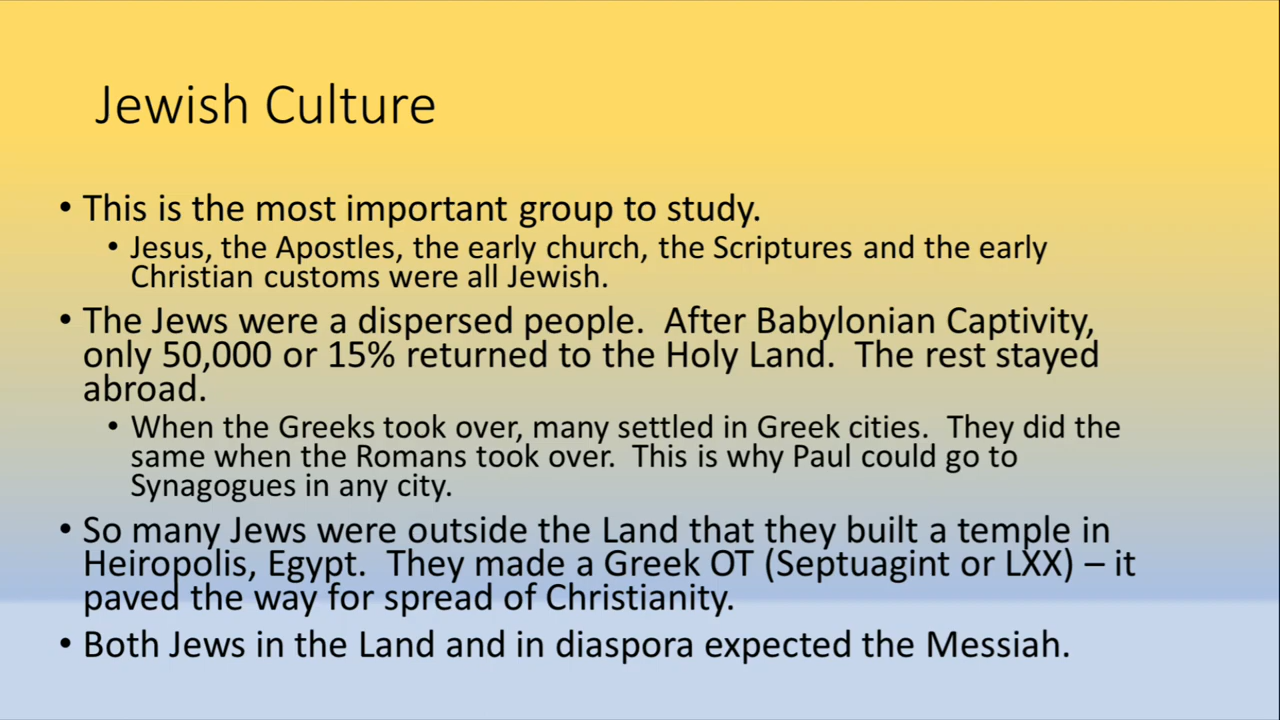 Jewish Culture
• This is the most important group to study.
• Jesus, the Apostles, the early church, the Scriptures and the early
Christian customs were all Jewish.
• The Jews were a dispersed people.  After Babylonian Captivity,
only 50,000 or 15% returned to the Holy Land.  The rest stayed
abroad.
• When the Greeks took over, many settled in Greek cities.  They did the
same when the Romans took over.  This is why Paul could go to
Synagogues in any city.
• So many Jews were outside the Land that they built a temple in
Heiropolis, Egypt.  They made a Greek OT (Septuagint or LXX) – it
paved the way for spread of Christianity.
• Both Jews in the Land and in diaspora expected the Messiah.